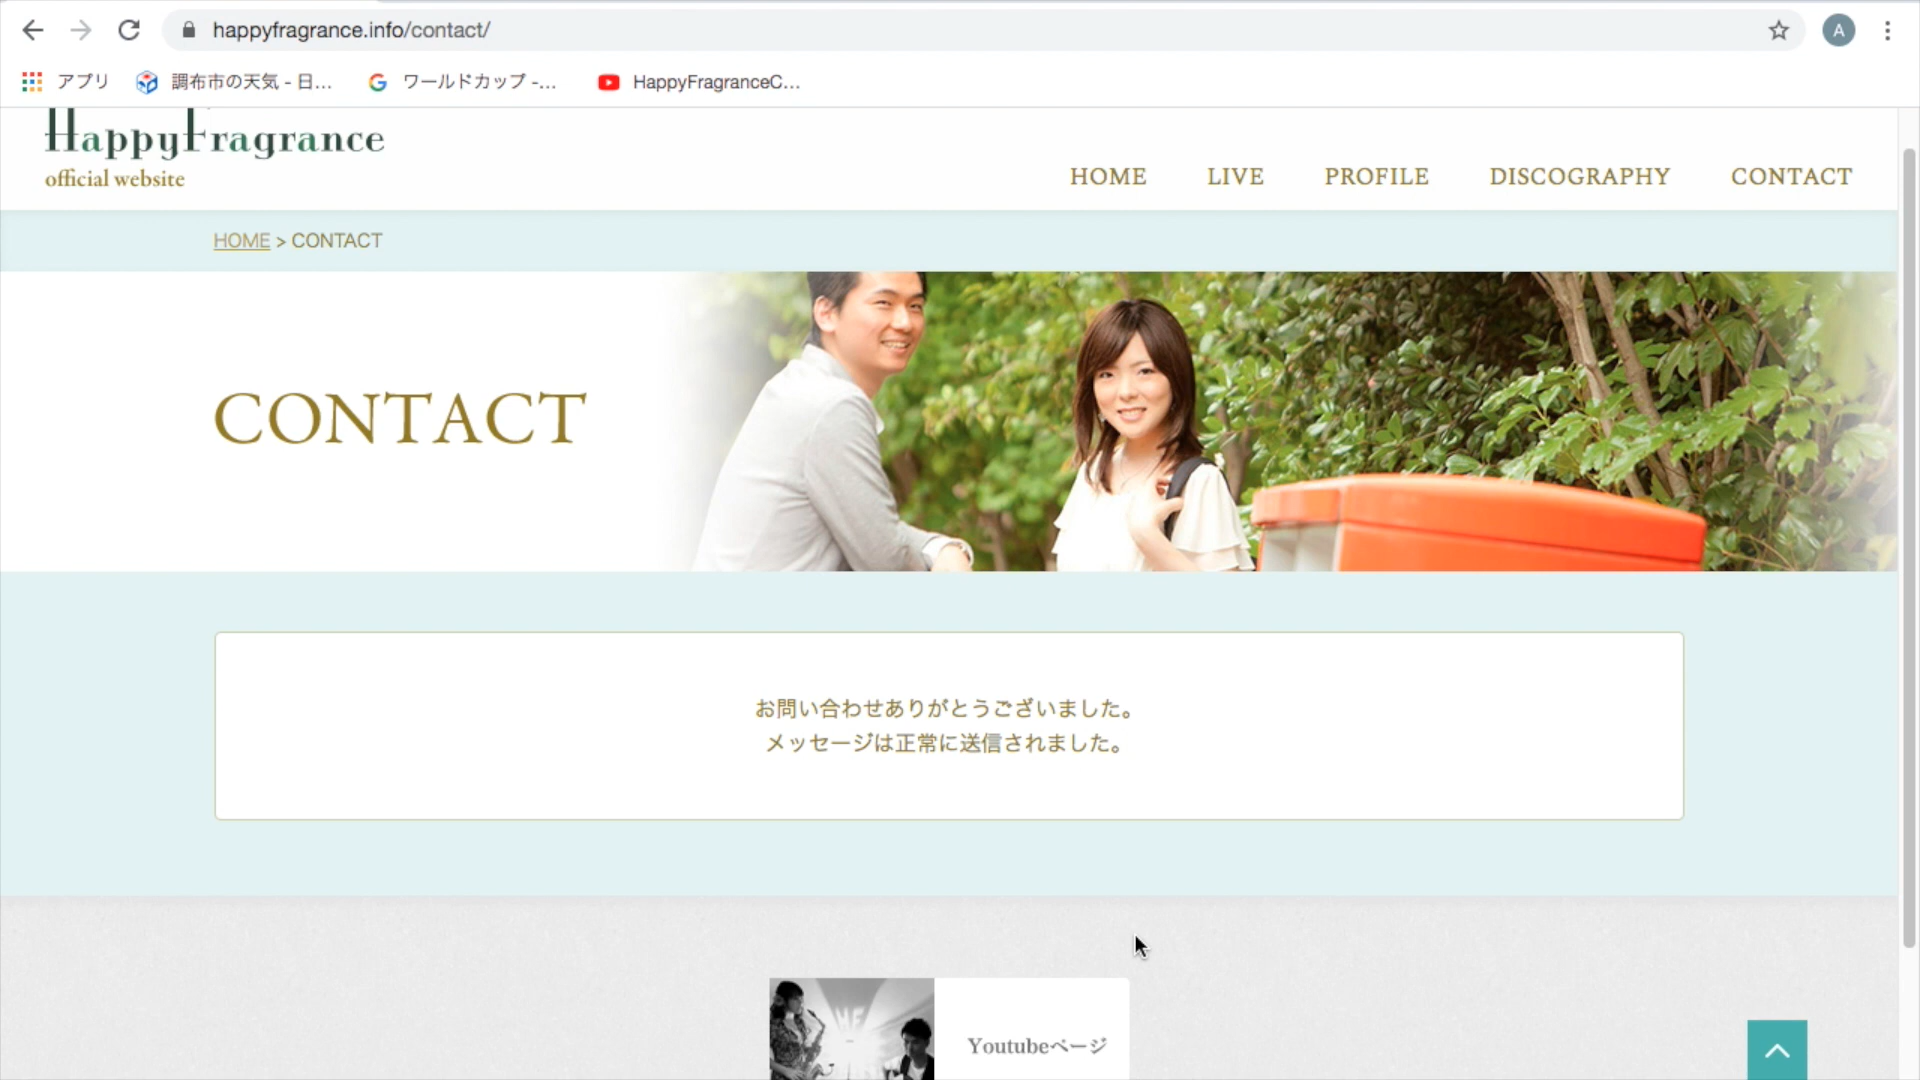 happyfragrance.info/contact/
A
アプリ
調布市の天気 - 日...
ワールドカップ -...
HappyFragranceC...
HappyFragrance
official website
HOME
LIVE
PROFILE
DISCOGRAPHY
CONTACT
HOME > CONTACT
CONTACT
お問い合わせありがとうございました。
メッセージは正常に送信されました。
HF
Youtubeページ